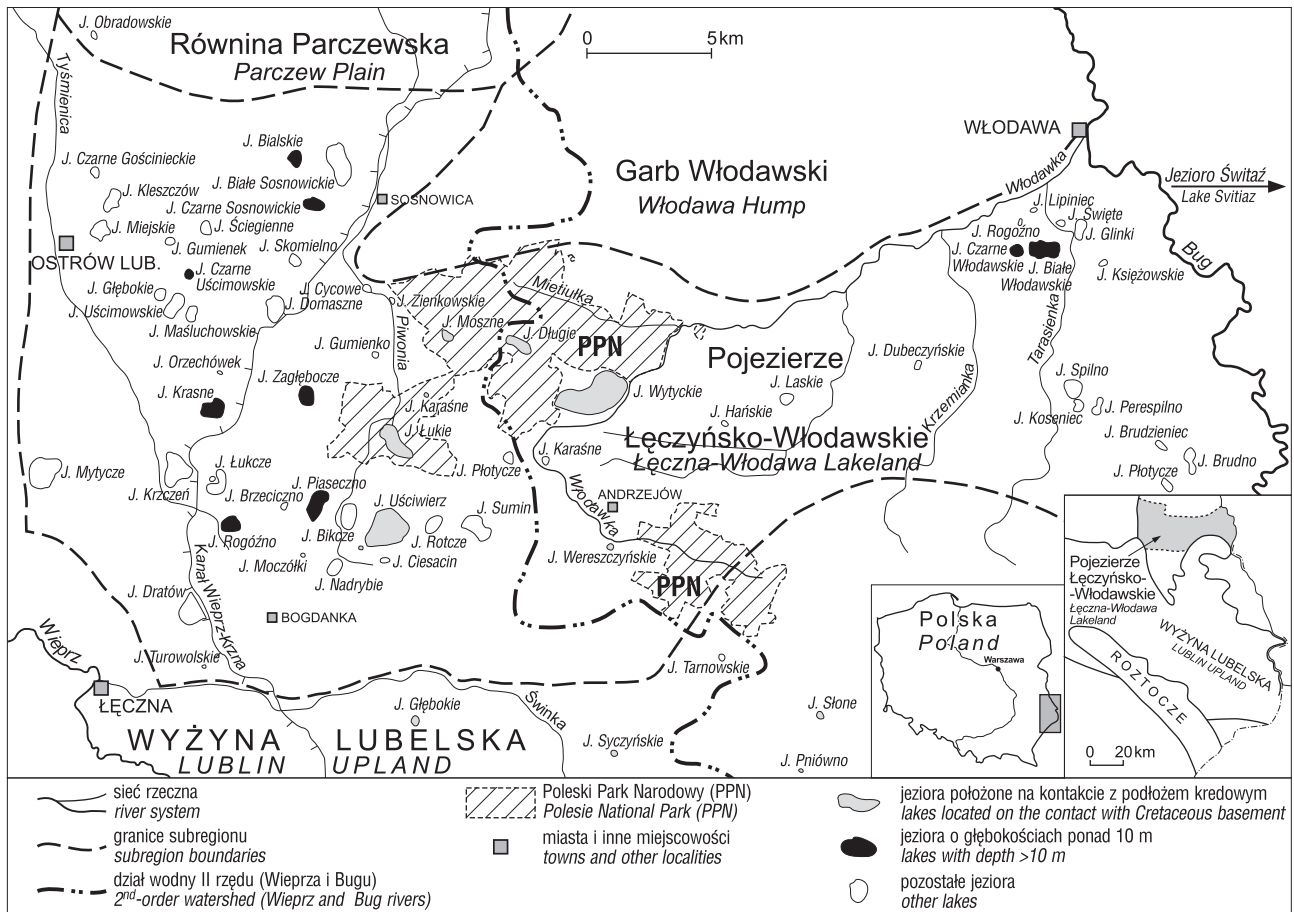 J. Obradowskie
Równina Parczewska
Parczew Plain
0 5 km
Tyśmienica
WŁODAWA
J. Bialskie
J. Czarne Gościnieckie
J. Białe Sosnowickie
J. Kleszczów
J. Czarne Sosnowickie
SOSNOWICA
Garb Włodawski
Włodawa Hump
Włodawka
Jezioro Świtaź
Lake Svitiaz
J. Lipiniec
J. Święte
J. Miejskie
J. Ściegienne
J. Rogoźno
J. Glinki
J. Gumienek
J. Skomielno
J. Czarne
Włodawskie
J. Białe
Włodawskie
Bug
OSTRÓW LUB.
J. Czarne
Uścimowskie
J. Księżowskie
J. Głębokie
J. Cycowe
J. Domaszne
J. Zienkowskie
Mietiułka
J. Uścimowskie
J. Maśluchowskie
J. Moszne
J. Długie
PPN
Tarasienka
J. Gumienko
Piwonia
Pojezierze
J. Dubeczyńskie
J. Orzechówek
J. Zagłębocze
J. Krasne
J. Wytyckie
J. Laskie
J. Spilno
J. Karaśne
J. Hańskie
Krzemianka
J. Koseniec
J. Perespilno
J. Łukie
Łęczyńsko-Włodawskie
Łęczna-Włodawa Lakeland
J. Karaśne
J. Brudzieniec
J. Mytycze
J. Łukcze
J. Płotycze
J. Płotycze
J. Brudno
J. Krzczeń
J. Brzeciczno
J. Piaseczno
J. Uściwierz
J. Sumin
Włodawka
ANDRZEJÓW
J. Rogóźno
J. Bikcze
J. Rotcze
J. Moczółki
J. Ciesacin
J. Nadrybie
J. Wereszczyńskie
PPN
J. Dratów
Kanał Wieprz-Krzna
BOGDANKA
Wieprz
J. Turowolskie
J. Tarnowskie
ŁĘCZNA
J. Głębokie
Świnka
J. Słone
WYŻYNA LUBELSKA
LUBLIN UPLAND
J. Syczyńskie
J. Pniówno
Polska
Poland
Warszawa
Pojezierze
Łęczyńsko-
-Włodawskie
Łęczna-Włodawa
Lakeland
WYŻYNA LUBELSKA
LUBLIN UPLAND
ROZTOCZE
0 20 km
sieć rzeczna
river system
granice subregionu
subregion boundaries
dział wodny II rzędu (Wieprza i Bugu)
2nd-order watershed (Wieprz and Bug rivers)
Poleski Park Narodowy (PPN)
Polesie National Park (PPN)
miasta i inne miejscowości
towns and other localities
jeziora położone na kontakcie z podłożem kredowym
lakes located on the contact with Cretaceous basement
jeziora o głębokościach ponad 10 m
lakes with depth >10 m
pozostałe jeziora
other lakes